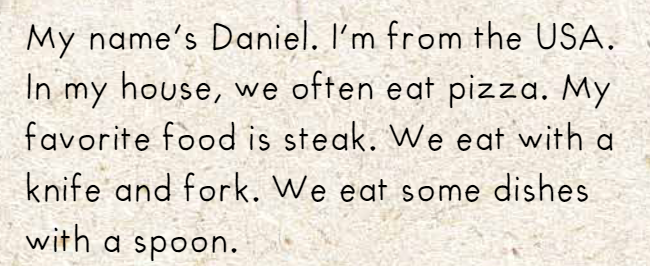 My name's Daniel. I'm from the USA.
In my house, we often eat pizza. My
favorite food is steak. We eat with a
knife and fork. We eat some dishes
with a spoon.